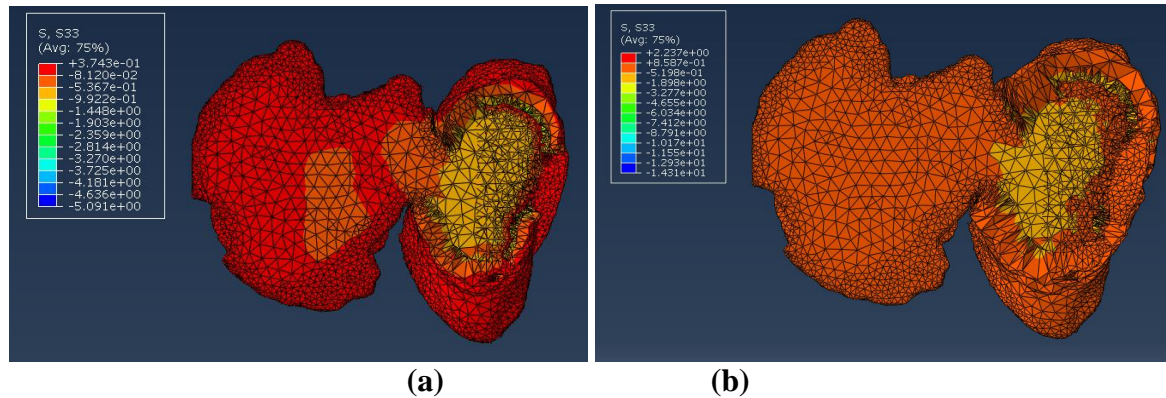 S, S33
(Avg: 75%)
+3.743e-01
-8.120e-02
-5.367e-01
-9.922e-01
-1.448e+00
-1.903e+00
-2.359e+00
-2.814e+00
-3.270e+00
-3.725e+00
-4.181e+00
-4.636e+00
-5.091e+00
S, S33
(Avg: 75%)
+2.237e+00
+8.587e-01
-5.198e-01
-1.898e+00
-3.277e+00
-4.655e+00
-6.034e+00
-7.412e+00
-8.791e+00
-1.017e+01
-1.155e+01
-1.293e+01
-1.431e+01
(a)
(b)